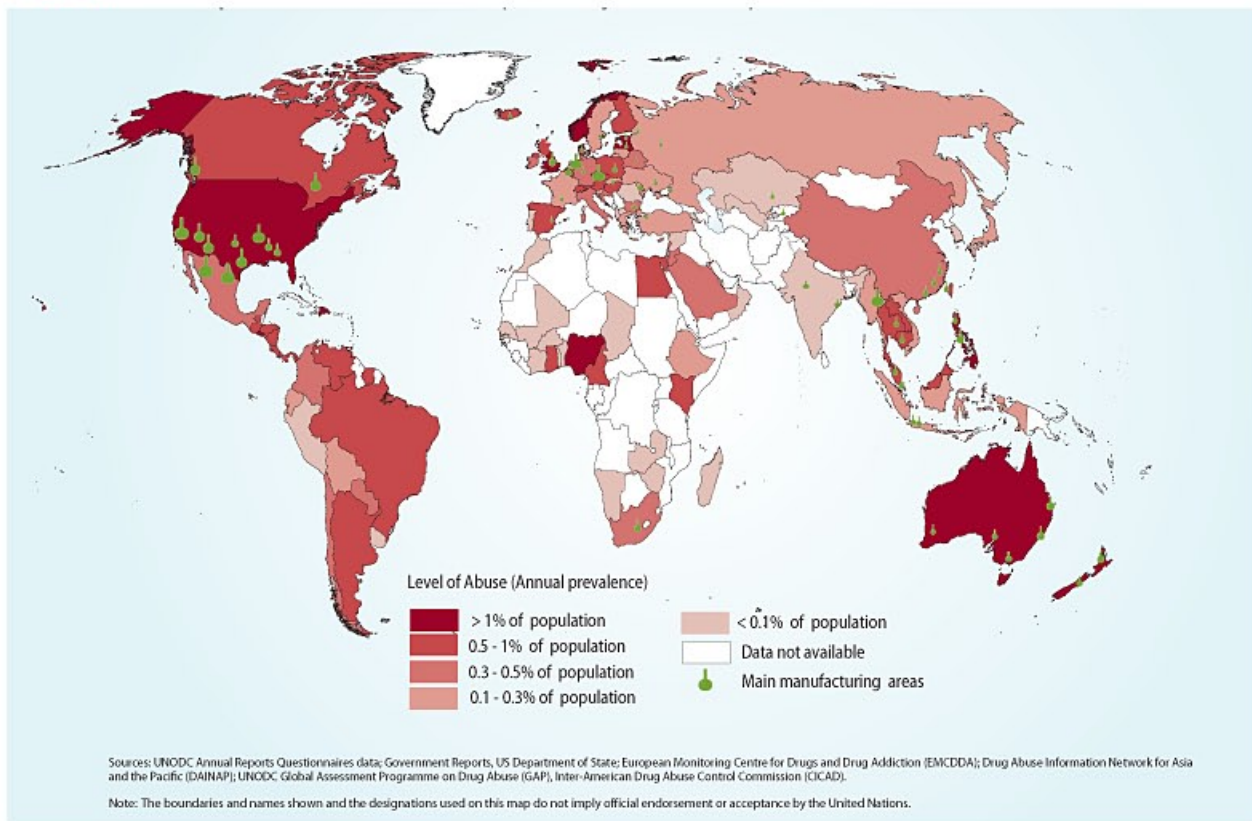 Level of Abuse (Annual prevalence)
> 1% of population
0.5 - 1% of population
0.3 - 0.5% of population
0.1 - 0.3% of population
< 0.1% of population
Data not available
Main manufacturing areas
Sources: UNODC Annual Reports Questionnaires data; Government Reports, US Department of State; European Monitoring Centre for Drugs and Drug Addiction (EMCDDA); Drug Abuse Information Network for Asia
and the Pacific (DAINAP); UNODC Global Assessment Programme on Drug Abuse (GAP), Inter-American Drug Abuse Control Commission (CICAD).
Note: The boundaries and names shown and the designations used on this map do not imply official endorsement or acceptance by the United Nations.